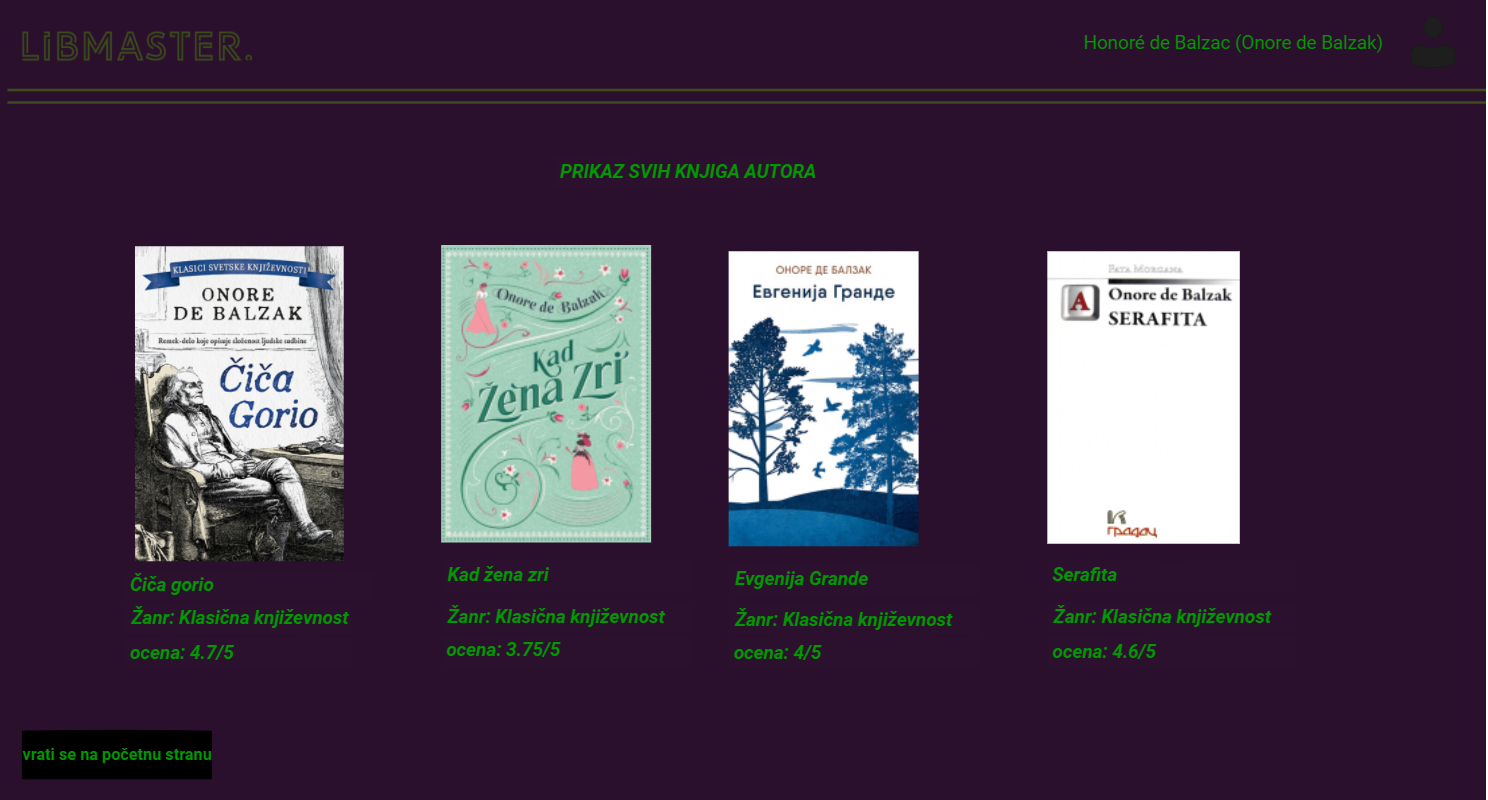 LiBMASTER.
Honoré de Balzac (Onore de Balzak)
PRIKAZ SVIH KNJIGA AUTORA
KLASICI SVETSKE KNJIŽEVNOSTI
ONORE
DE BALZAK
Remek-delo koje opisuje složenost ljudske sudbine
Čiča
Gorio
Onore de Balzak
Kad
Žena Zri
ОНОРЕ ДЕ БАЛЗАК
Евгенија Гранде
Fata Morgana
A
Onore de Balzak
SERAFITA
градац
Čiča gorio
Žanr: Klasična književnost
ocena: 4.7/5
Kad žena zri
Žanr: Klasična književnost
ocena: 3.75/5
Evgenija Grande
Žanr: Klasična književnost
ocena: 4/5
Serafita
Žanr: Klasična književnost
ocena: 4.6/5
vrati se na početnu stranu